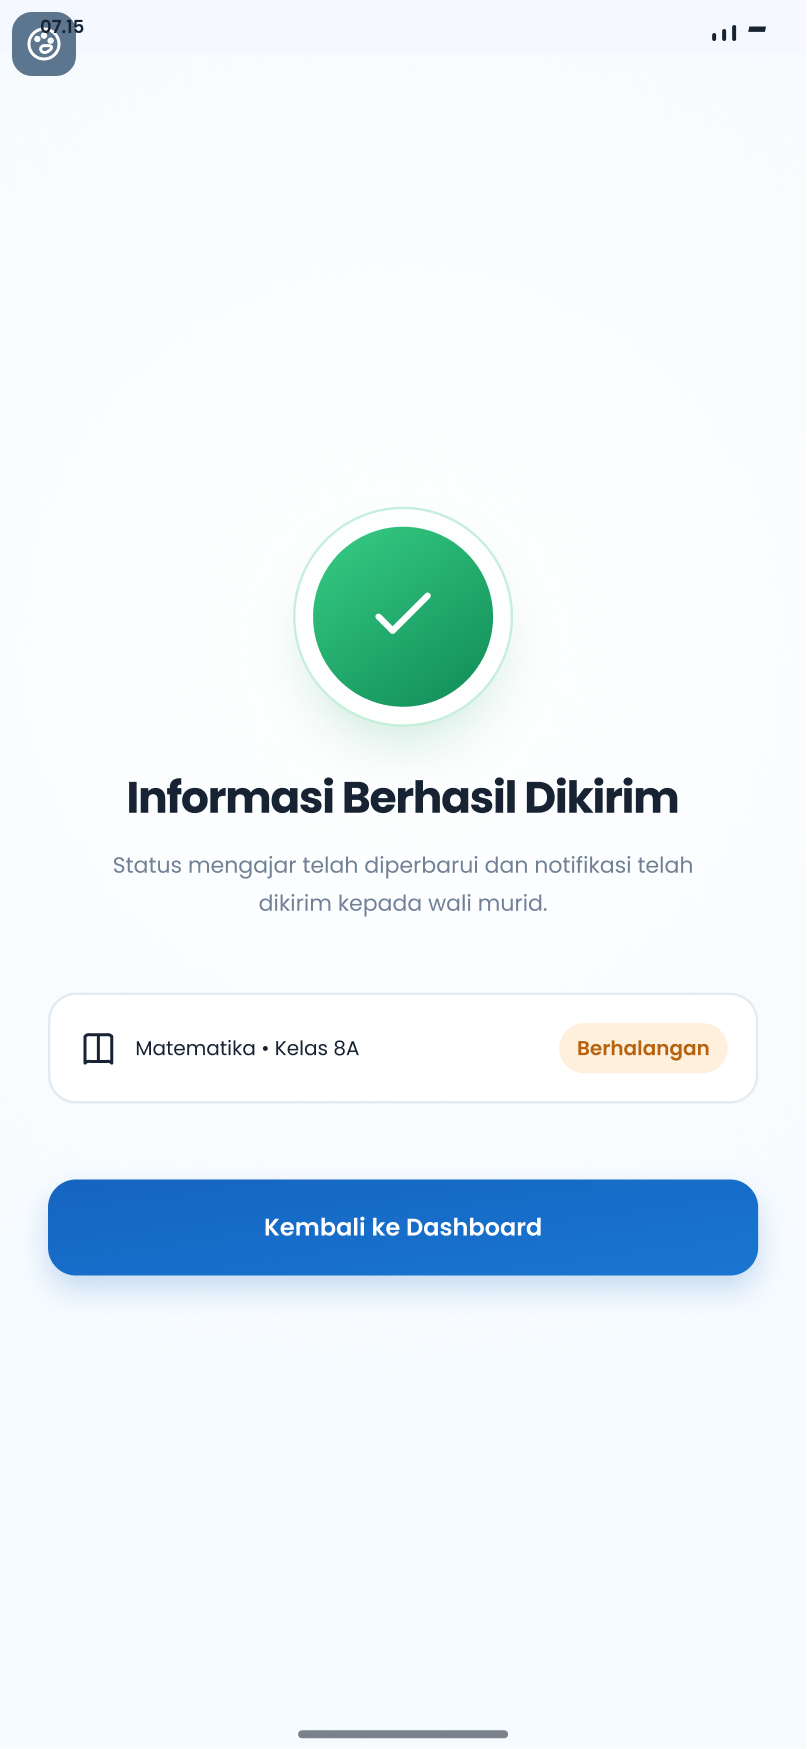 07.15
Informasi Berhasil Dikirim
Status mengajar telah diperbarui dan notifikasi telah
dikirim kepada wali murid.
Matematika • Kelas 8A
Berhalangan
Kembali ke Dashboard